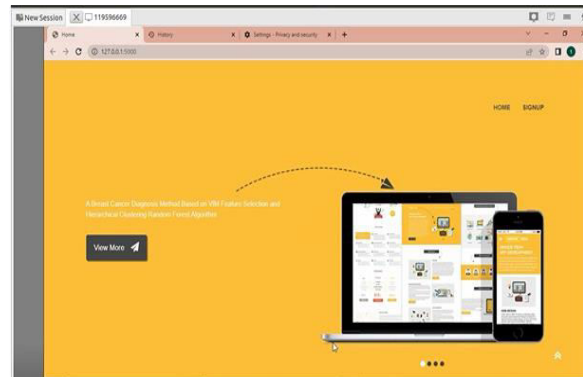 New Session
119596669
Home
History
Settings - Privacy and security
127.0.0.1:5000
HOME SIGNUP
A Breast Cancer Diagnosis Method Based on VIM Feature Selection and
Hierarchical Clustering Random Forest Algorithm
View More